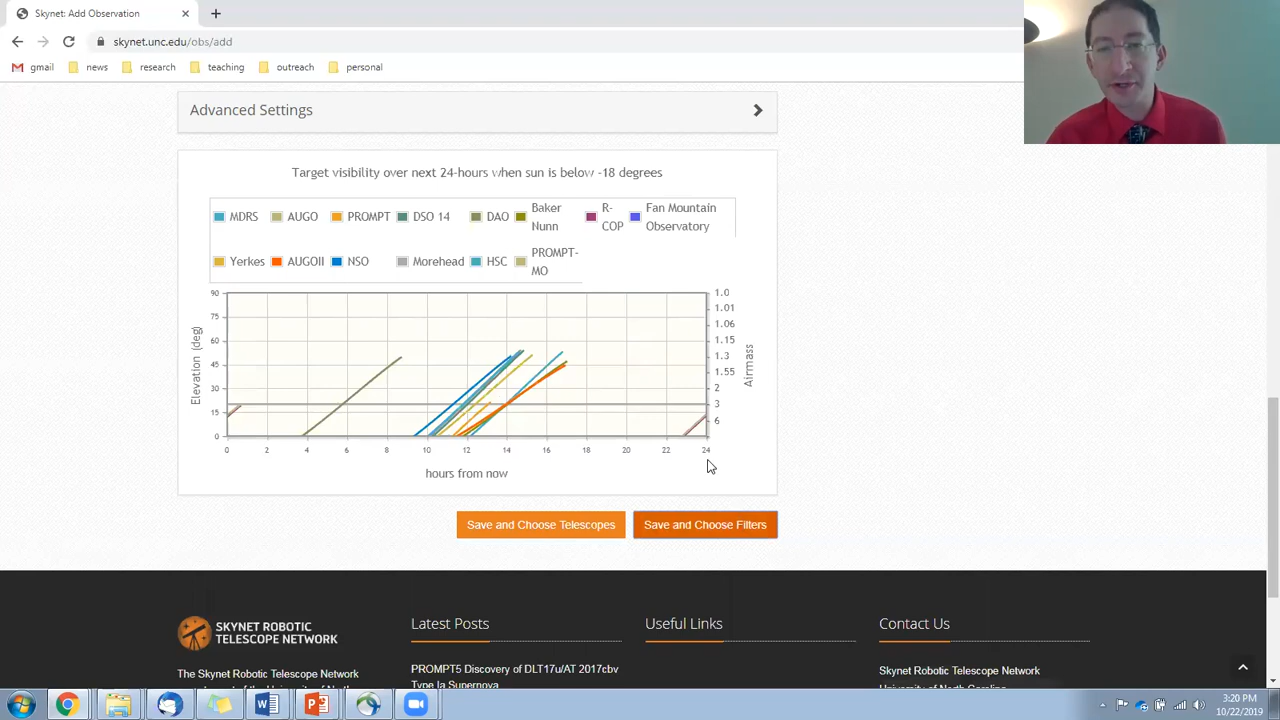 Skynet: Add Observation
skynet.unc.edu/obs/add
gmail news research teaching outreach personal
Advanced Settings
Target visibility over next 24-hours when sun is below -18 degrees
MDRS AUGO PROMPT DSO 14 DAO Baker Nunn R-COP Fan Mountain Observatory
Yerkes AUGOII NSO Morehead HSC PROMPT-MO
90 1.0
1.01
75
1.06
60 1.15
1.3
45
1.55
30 2
3
15
6
0
Elevation (deg)
Airmass
0 2 4 6 8 10 12 14 16 18 20 22 24
hours from now
Save and Choose Telescopes Save and Choose Filters
SKYNET ROBOTIC
TELESCOPE NETWORK
Latest Posts Useful Links Contact Us
The Skynet Robotic Telescope Network
PROMPT5 Discovery of DLT17u/AT 2017cbv
Type Ia Supernova
Skynet Robotic Telescope Network
University of North Carolina
3:20 PM
10/22/2019